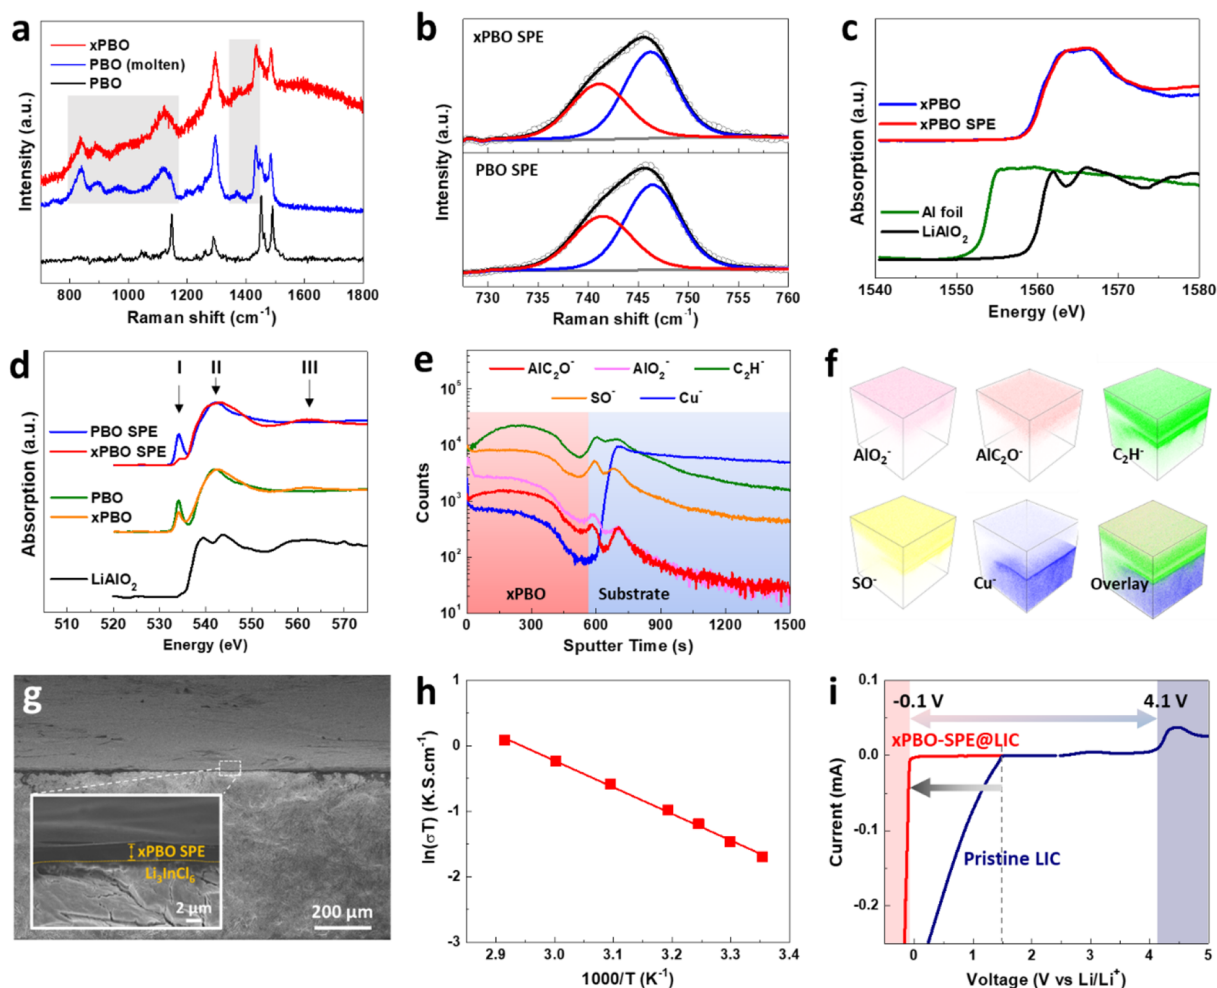 a
xPBO
PBO (molten)
PBO
Intensity (a.u.)
800 1000 1200 1400 1600 1800
Raman shift (cm⁻¹)
b
xPBO SPE
PBO SPE
Intensity (a.u.)
730 735 740 745 750 755 760
Raman shift (cm⁻¹)
c
xPBO
xPBO SPE
Al foil
LiAlO₂
Absorption (a.u.)
1540 1550 1560 1570 1580
Energy (eV)
d
I II III
PBO SPE
xPBO SPE
PBO
xPBO
LiAlO₂
Absorption (a.u.)
510 520 530 540 550 560 570
Energy (eV)
e
AlC₂O⁻ AlO₂⁻ C₂H⁻
SO⁻ Cu⁻
10⁵
10⁴
10³
10²
10¹
Counts
xPBO Substrate
0 300 600 900 1200 1500
Sputter Time (s)
f
AlO₂⁻ AlC₂O⁻ C₂H⁻
SO⁻ Cu⁻ Overlay
g
xPBO SPE
Li₃InCl₆
2 μm
200 μm
h
1
0
-1
-2
-3
ln(σT) (K.S.cm⁻¹)
2.9 3.0 3.1 3.2 3.3 3.4
1000/T (K⁻¹)
i
0.1
0.0
-0.1
-0.2
Current (mA)
-0.1 V 4.1 V
xPBO-SPE@LIC
Pristine LIC
0 1 2 3 4 5
Voltage (V vs Li/Li⁺)